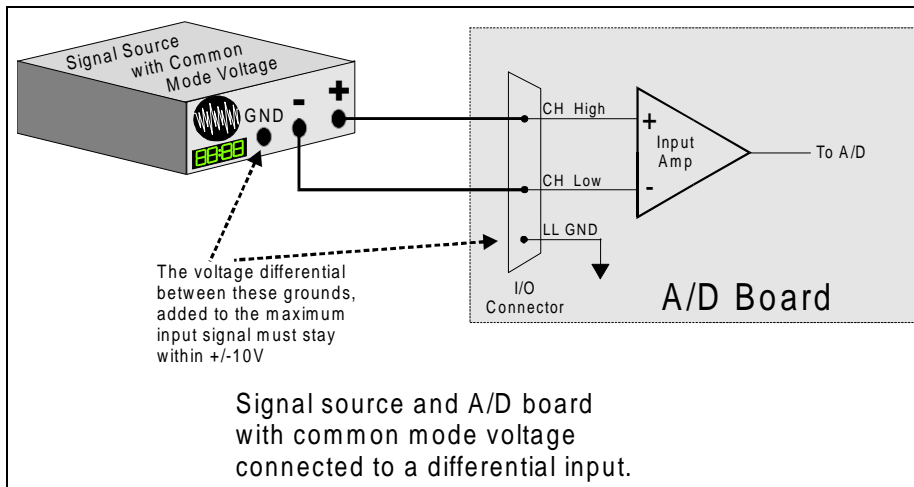 Signal Source
with Common
Mode Voltage
GND
-
+
88:88
CH High
+
Input
Amp
To A/D
CH Low
-
LL GND
I/O
Connector
A/D Board
The voltage differential
between these grounds,
added to the maximum
input signal must stay
within +/-10V
Signal source and A/D board
with common mode voltage
connected to a differential input.